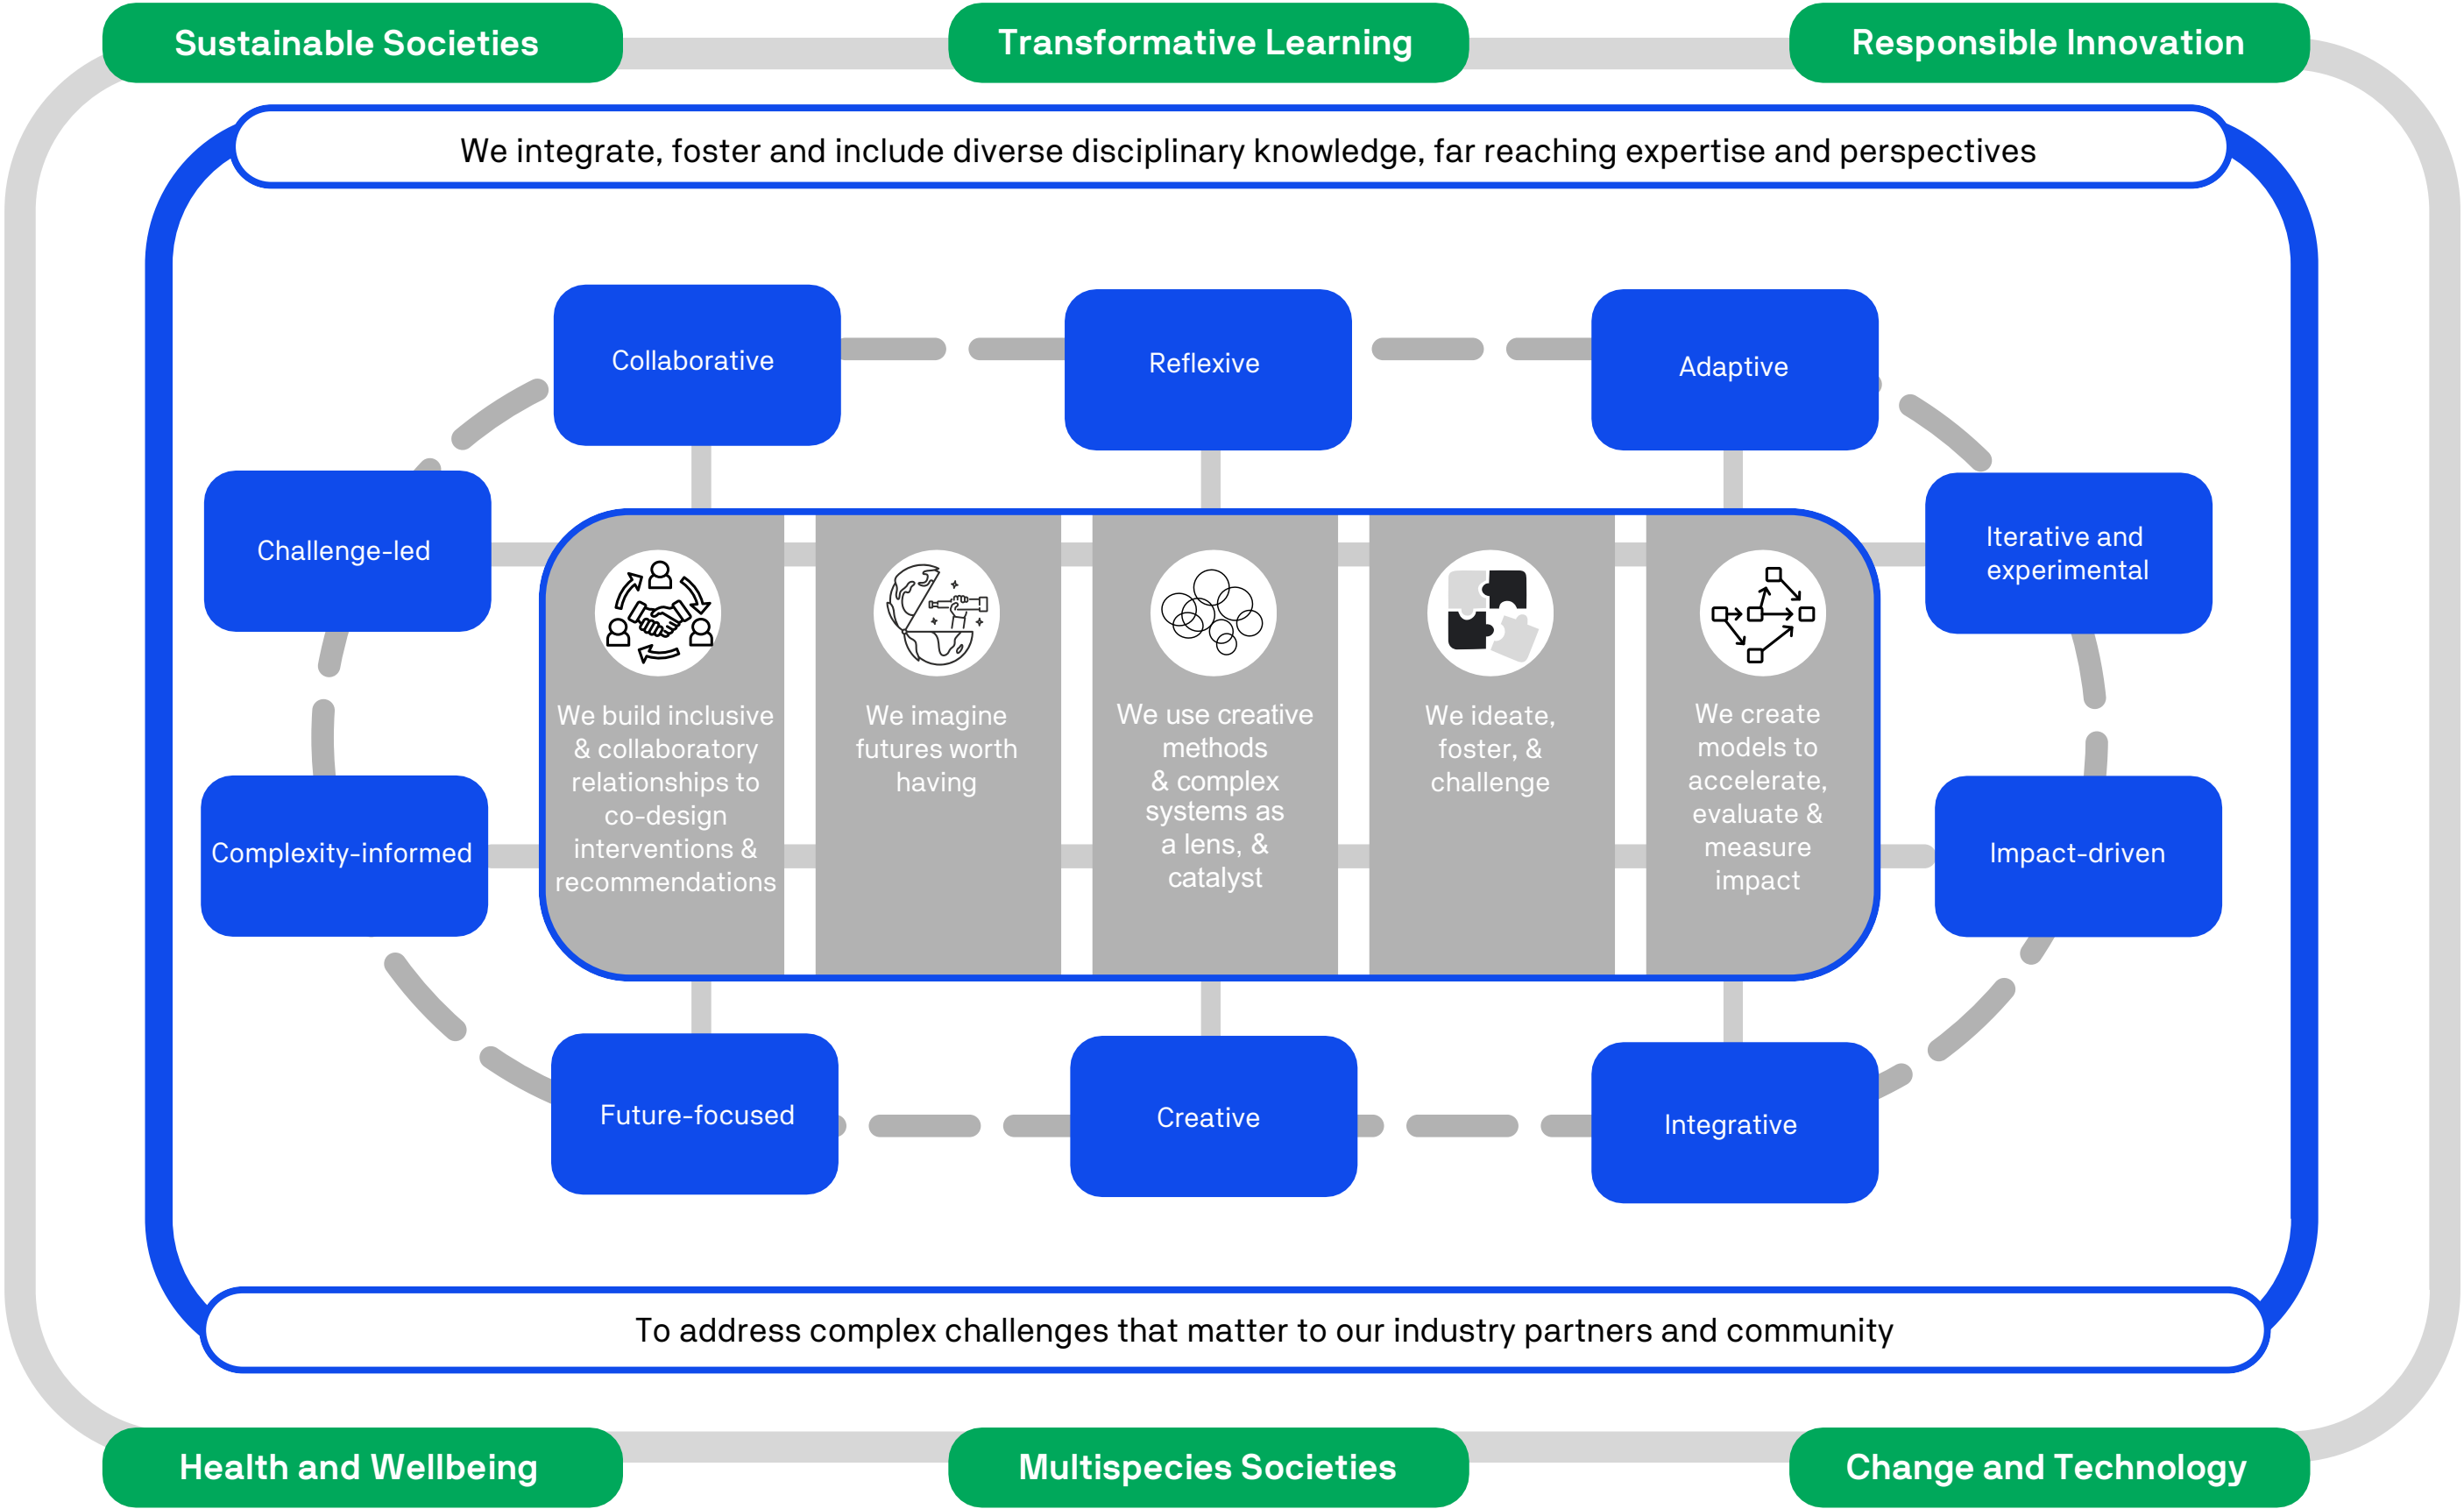 Sustainable Societies
Transformative Learning
Responsible Innovation
We integrate, foster and include diverse disciplinary knowledge, far reaching expertise and perspectives
Collaborative
Reflexive
Adaptive
Challenge-led
Iterative and
experimental
We build inclusive
& collaboratory
relationships to
co-design
interventions &
recommendations
We imagine
futures worth
having
We use creative
methods
& complex
systems as
a lens, &
catalyst
We ideate,
foster, &
challenge
We create
models to
accelerate,
evaluate &
measure
impact
Complexity-informed
Impact-driven
Future-focused
Creative
Integrative
To address complex challenges that matter to our industry partners and community
Health and Wellbeing
Multispecies Societies
Change and Technology